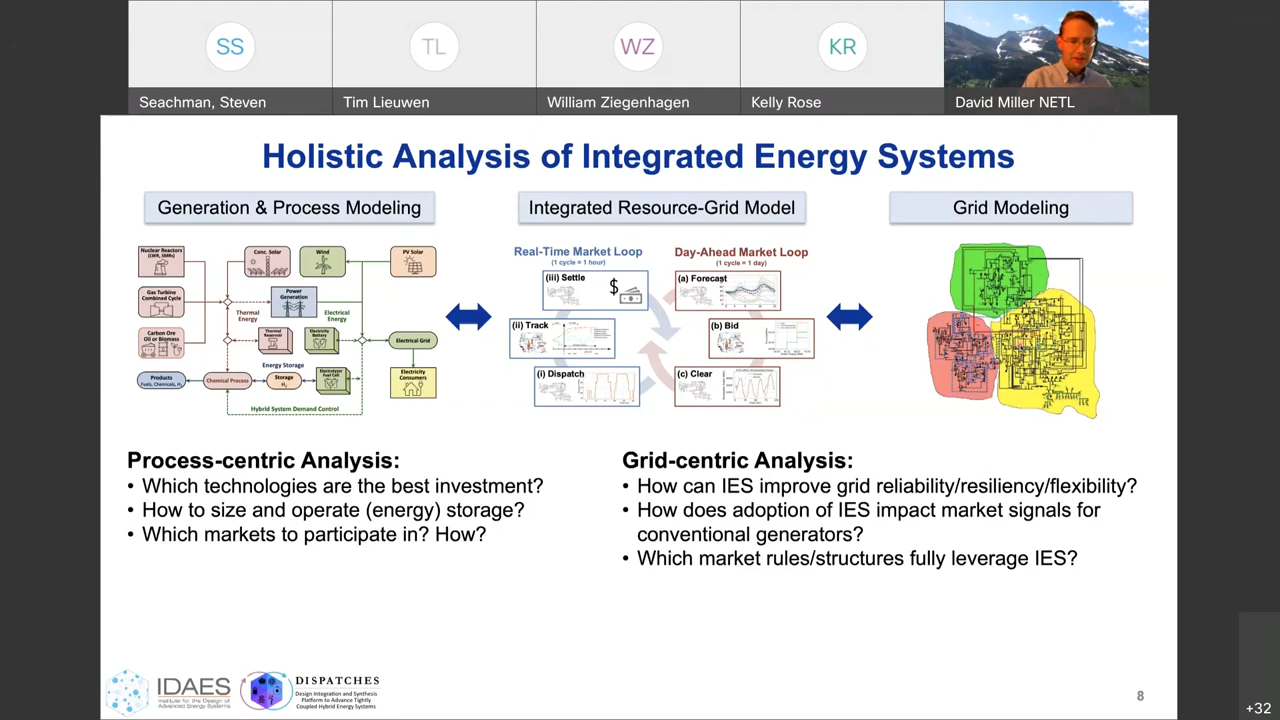 SS
TL
WZ
KR
Seachman, Steven
Tim Lieuwen
William Ziegenhagen
Kelly Rose
David Miller NETL
Holistic Analysis of Integrated Energy Systems
Generation & Process Modeling
Integrated Resource-Grid Model
Grid Modeling
Nuclear Reactors
(LWR, SMRs)
Conc. Solar
Wind
PV Solar
Gas Turbine
Combined Cycle
Power
Generation
Thermal
Energy
Electrical
Energy
Carbon Ore
Oil or Biomass
Thermal
Reservoir
Electricity
Battery
Electrical Grid
Energy Storage
Products
Fuels, Chemicals, H₂
Chemical Process
Storage
H₂
Electrolyzer
Fuel Cell
Electricity
Consumers
Hybrid System Demand Control
Real-Time Market Loop
(1 cycle = 1 hour)
Day-Ahead Market Loop
(1 cycle = 1 day)
(iii) Settle
$
(a) Forecast
(ii) Track
(b) Bid
(i) Dispatch
(c) Clear
Process-centric Analysis:
• Which technologies are the best investment?
• How to size and operate (energy) storage?
• Which markets to participate in? How?
Grid-centric Analysis:
• How can IES improve grid reliability/resiliency/flexibility?
• How does adoption of IES impact market signals for
conventional generators?
• Which market rules/structures fully leverage IES?
IDAES
Institute for the Design of
Advanced Energy Systems
DISPATCHES
Design Integration and Synthesis
Platform to Advance Tightly
Coupled Hybrid Energy Systems
8
+32